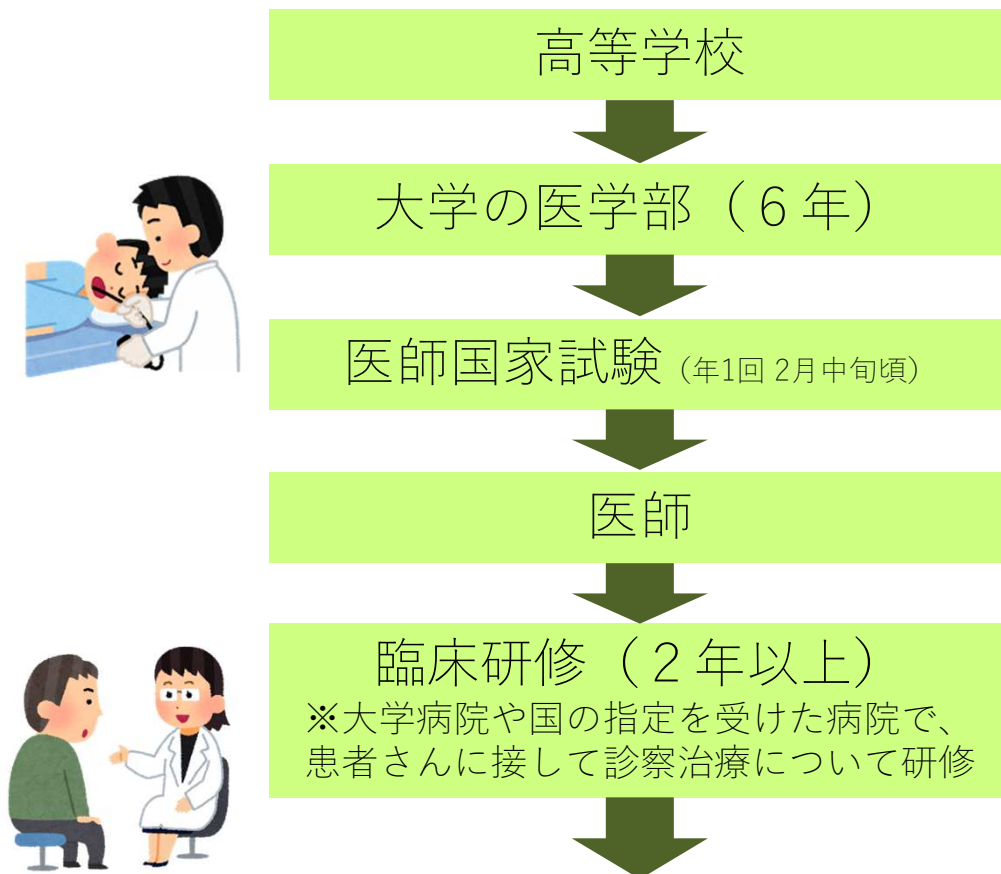 高等学校
大学の医学部（６年）
医師国家試験（年1回 2月中旬頃）
医師
臨床研修（２年以上）
※大学病院や国の指定を受けた病院で、
患者さんに接して診察治療について研修